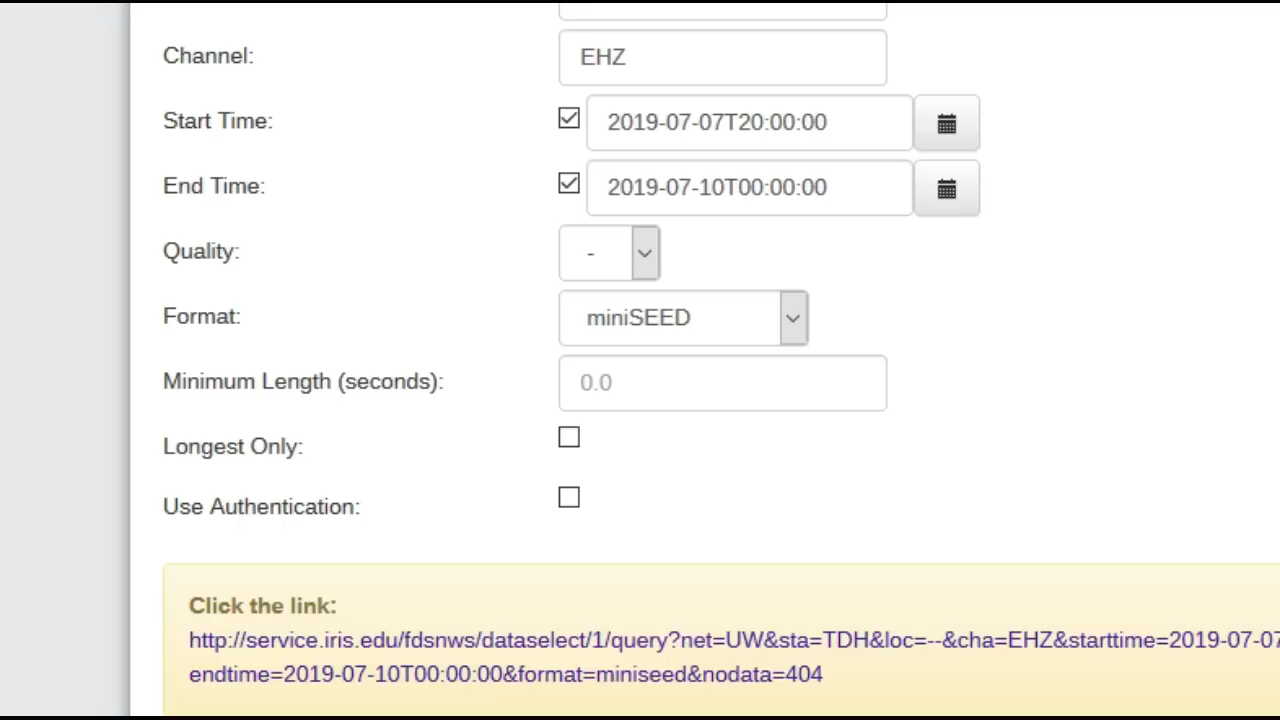 Channel: EHZ
Start Time: 2019-07-07T20:00:00
End Time: 2019-07-10T00:00:00
Quality: -
Format: miniSEED
Minimum Length (seconds): 0.0
Longest Only:
Use Authentication:
Click the link:
http://service.iris.edu/fdsnws/dataselect/1/query?net=UW&sta=TDH&loc=--&cha=EHZ&starttime=2019-07-07
endtime=2019-07-10T00:00:00&format=miniseed&nodata=404